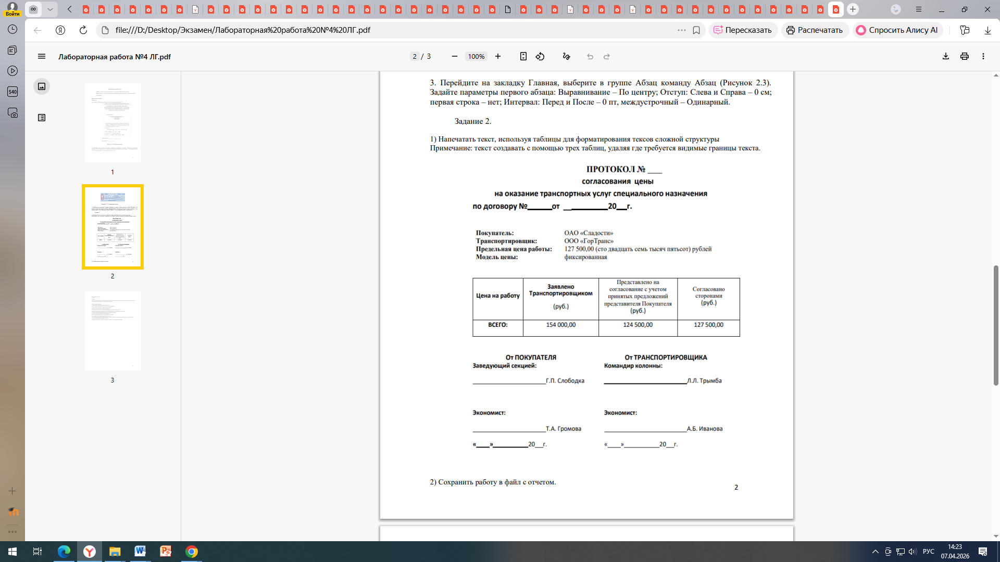 Войти
file:///D:/Desktop/Экзамен/Лабораторная%20работа%20№4%20ЛГ.pdf
Пересказать
Распечатать
Спросить Алису AI
540
Лабораторная работа №4 ЛГ.pdf
2 / 3
100%
1
2
3
3. Перейдите на закладку Главная, выберите в группе Абзац команду Абзац (Рисунок 2.3).
Задайте параметры первого абзаца: Выравнивание – По центру; Отступ: Слева и Справа – 0 см;
первая строка – нет; Интервал: Перед и После – 0 пт, междустрочный – Одинарный.
Задание 2.
1) Напечатать текст, используя таблицы для форматирования текстов сложной структуры
Примечание: текст создавать с помощью трех таблиц, удаляя где требуется видимые границы текста.
ПРОТОКОЛ № ___
согласования цены
на оказание транспортных услуг специального назначения
по договору №______от __________20__г.
Покупатель: ОАО «Сладости»
Транспортировщик: ООО «ГорТранс»
Предельная цена работы: 127 500,00 (сто двадцать семь тысяч пятьсот) рублей
Модель цены: фиксированная
Цена на работу
Заявлено
Транспортировщиком
(руб.)
Представлено на
согласование с учетом
принятых предложений
представителя Покупателя
(руб.)
Согласовано
сторонами
(руб.)
ВСЕГО: 154 000,00 124 500,00 127 500,00
От ПОКУПАТЕЛЯ От ТРАНСПОРТИРОВЩИКА
Заведующий секцией: Командир колонны:
____________________Г.П. Слободка ____________________Л.Л. Трымба
Экономист: Экономист:
____________________Т.А. Громова ____________________А.Б. Иванова
«____»__________20__г. «____»__________20__г.
2) Сохранить работу в файл с отчетом.
2
РУС
14:23
07.04.2026